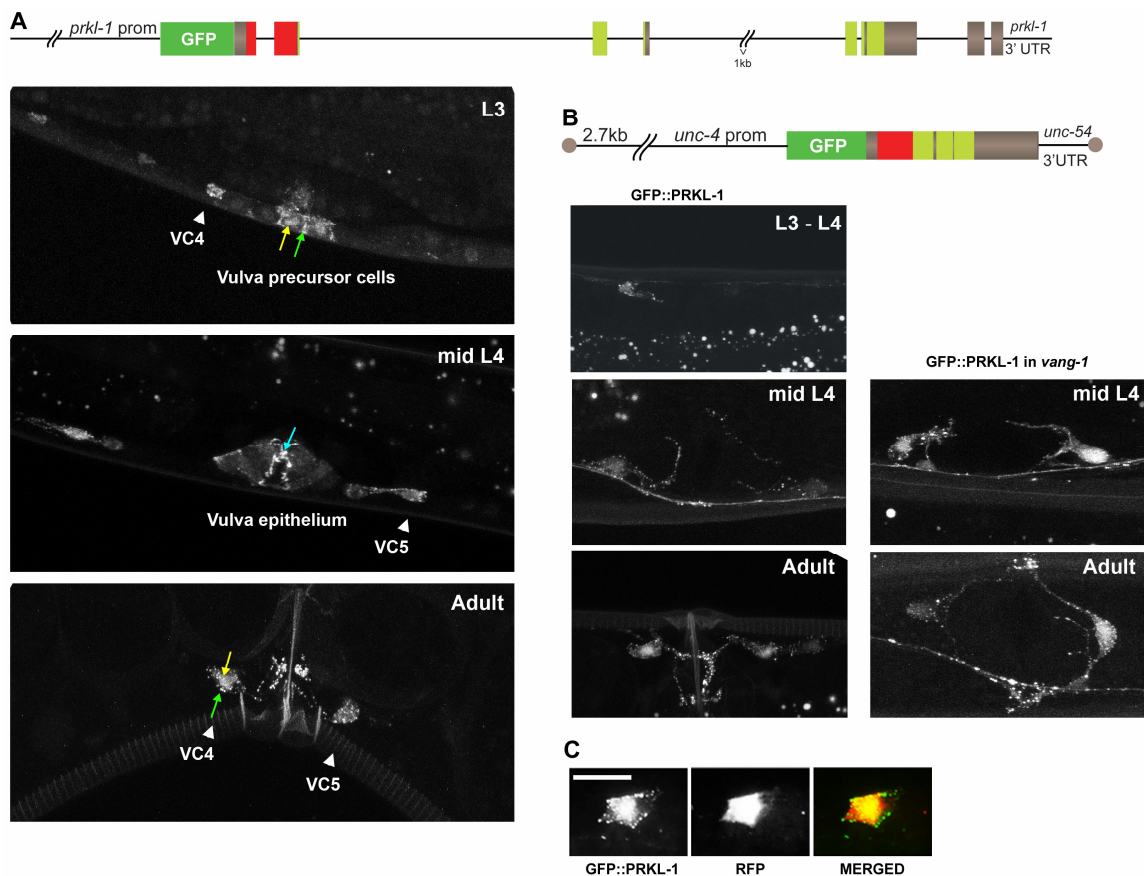 A
prkl-1 prom
GFP
1kb
prkl-1
3' UTR
L3
VC4
Vulva precursor cells
mid L4
Vulva epithelium
VC5
Adult
VC4
VC5
B
2.7kb
unc-4 prom
GFP
unc-54
3'UTR
GFP::PRKL-1
L3 - L4
mid L4
Adult
GFP::PRKL-1 in vang-1
mid L4
Adult
C
GFP::PRKL-1
RFP
MERGED